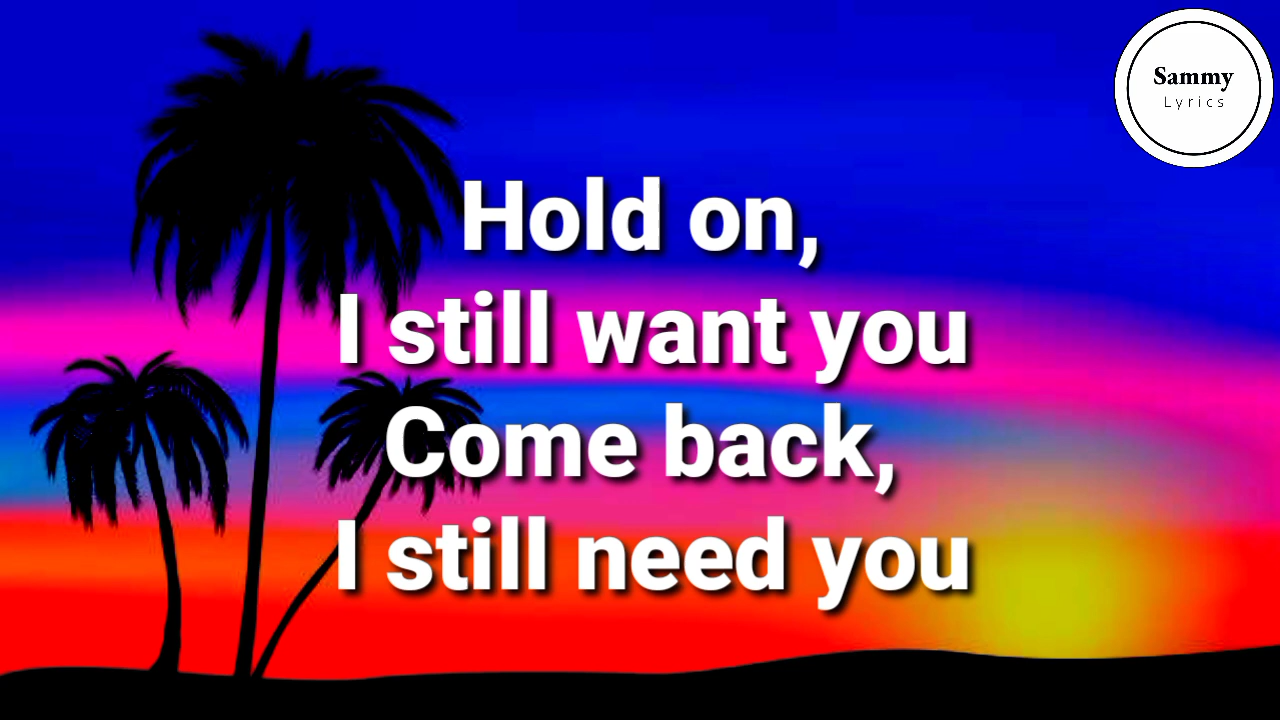 Sammy
Lyrics
Hold on,
I still want you
Come back,
I still need you